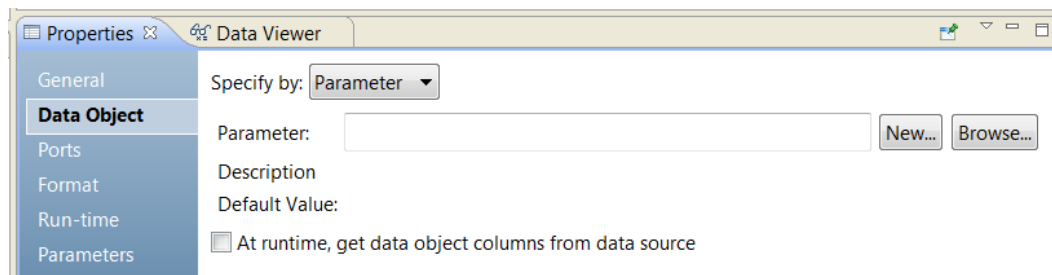 Properties Data Viewer
General
Specify by: Parameter
Data Object
Parameter: New... Browse...
Ports
Description
Format
Default Value:
Run-time
At runtime, get data object columns from data source
Parameters